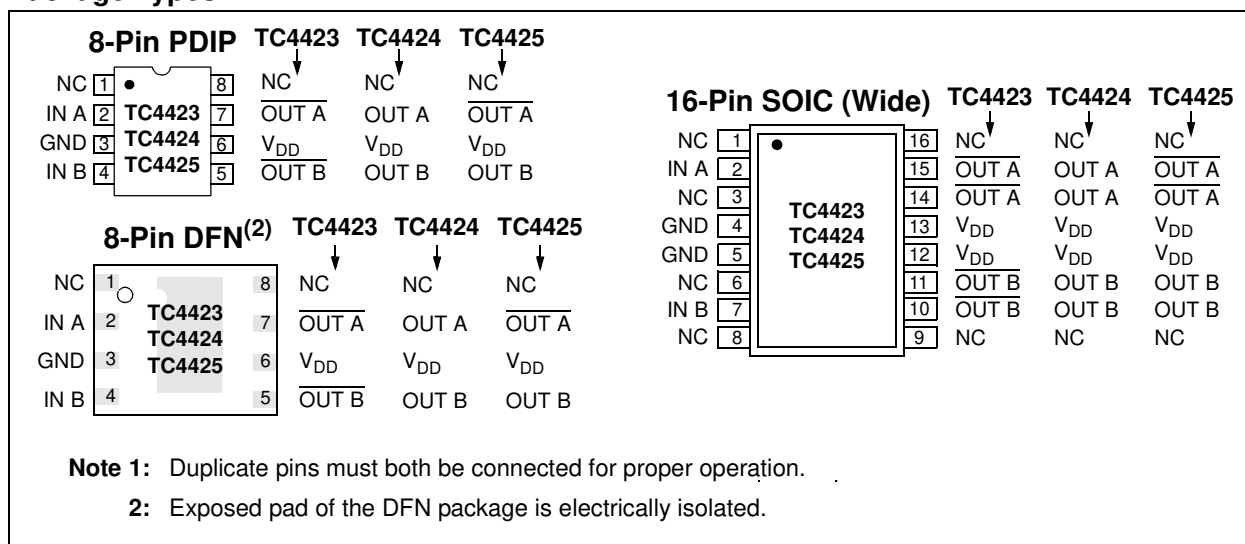 8-Pin PDIP TC4423 TC4424 TC4425
NC 1 8 NC NC NC
IN A 2 TC4423 7 OUT A OUT A OUT A
GND 3 TC4424 6 VDD VDD VDD
IN B 4 TC4425 5 OUT B OUT B OUT B
8-Pin DFN(2) TC4423 TC4424 TC4425
NC 1 8 NC NC NC
IN A 2 TC4423 7 OUT A OUT A OUT A
TC4424
GND 3 TC4425 6 VDD VDD VDD
IN B 4 5 OUT B OUT B OUT B
16-Pin SOIC (Wide) TC4423 TC4424 TC4425
NC 1 16 NC NC NC
IN A 2 15 OUT A OUT A OUT A
NC 3 TC4423 14 OUT A OUT A OUT A
GND 4 TC4424 13 VDD VDD VDD
GND 5 TC4425 12 VDD VDD VDD
NC 6 11 OUT B OUT B OUT B
IN B 7 10 OUT B OUT B OUT B
NC 8 9 NC NC NC
Note 1: Duplicate pins must both be connected for proper operation.
2: Exposed pad of the DFN package is electrically isolated.